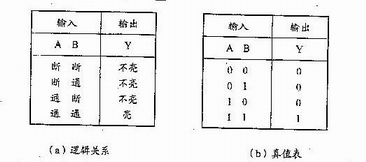 输入 输出
A B Y
断 断 不亮
断 通 不亮
通 断 不亮
通 通 亮
(a) 逻辑关系
输入 输出
A B Y
0 0 0
0 1 0
1 0 0
1 1 1
(b) 真值表